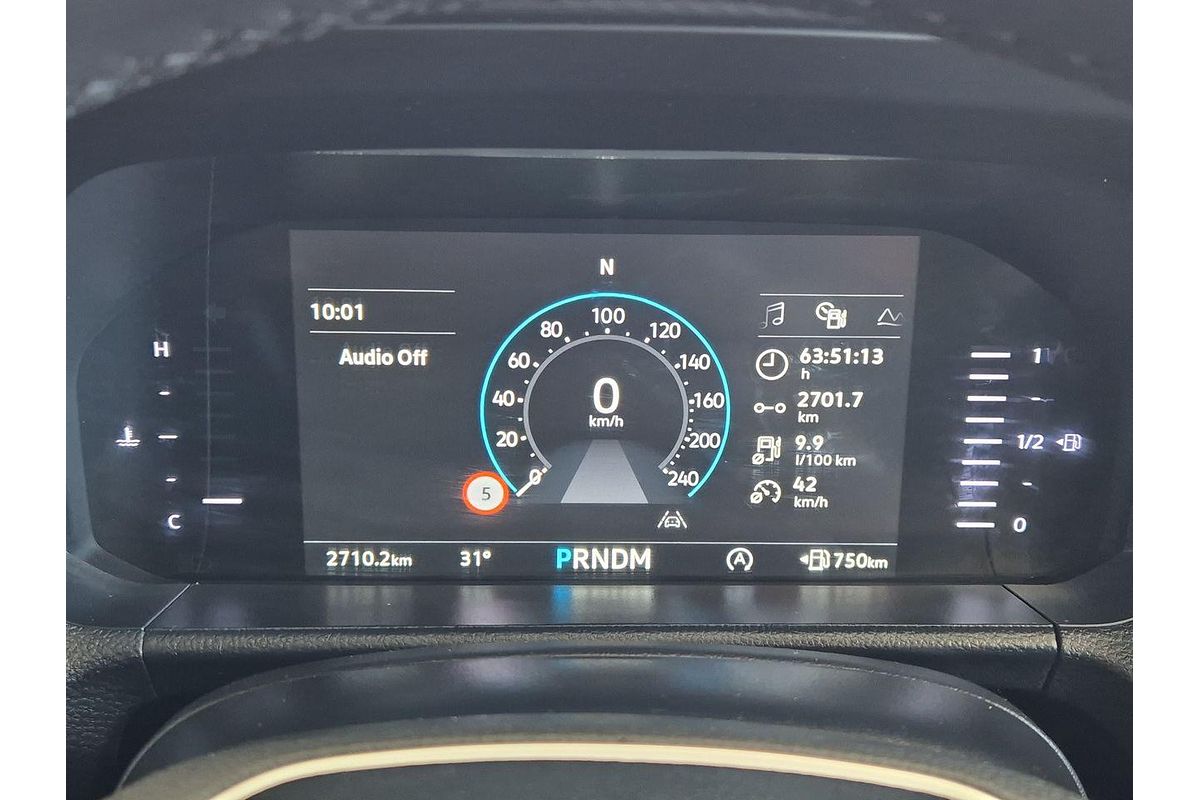 N
10:01
Audio Off
H
C
0
20
40
60
80
100
120
140
160
200
240
0
km/h
5
63:51:13
h
2701.7
km
9.9
l/100 km
42
km/h
1
1/2
0
2710.2km
31°
PRNDM
A
750km